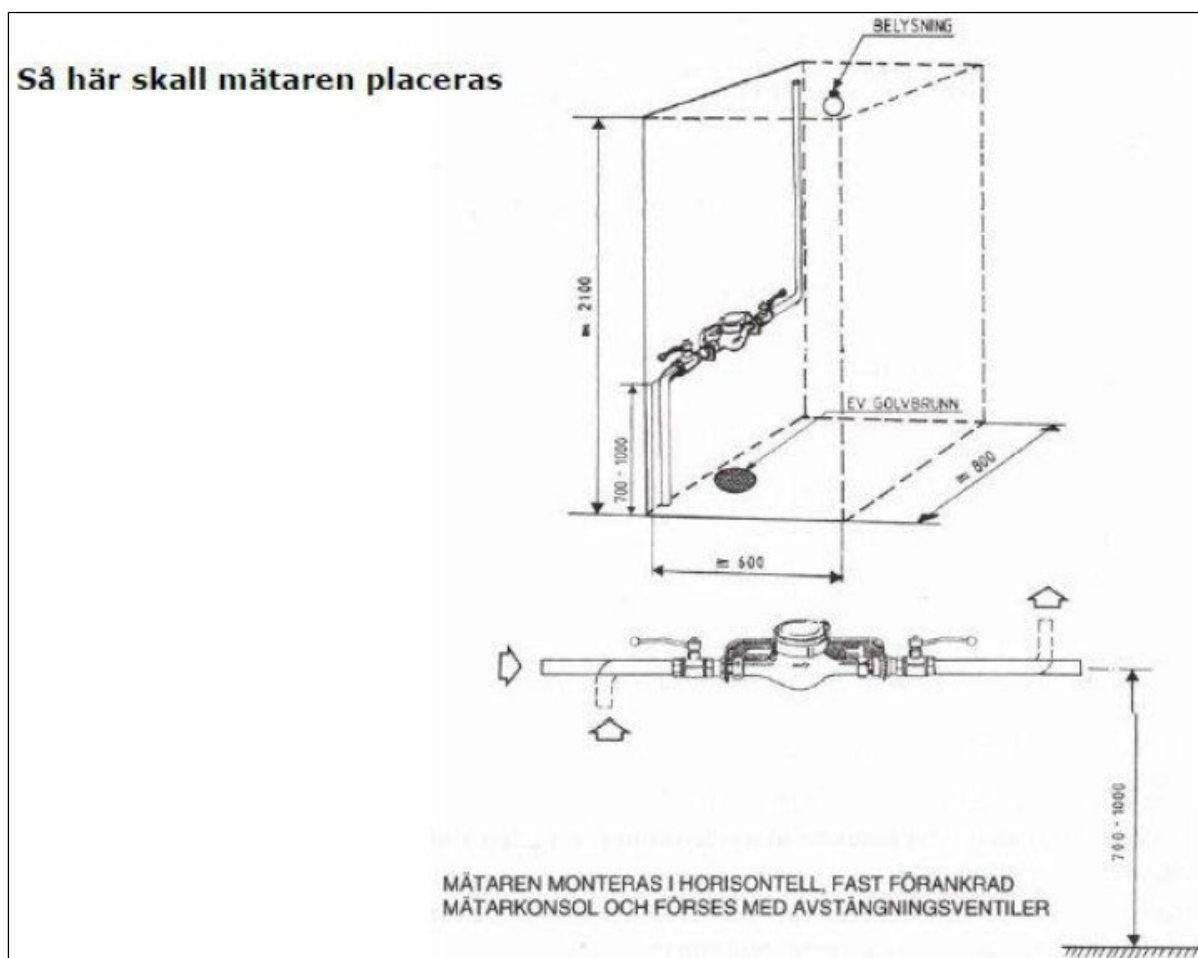 BELYSNING
Så här skall mätaren placeras
≥ 2100
EV GOLVBRUNN
700 - 1000
≥ 800
≥ 600
700 - 1000
MÄTAREN MONTERAS I HORISONTELL, FAST FÖRANKRAD
MÄTARKONSOL OCH FÖRSES MED AVSTÄNGNINGSVENTILER